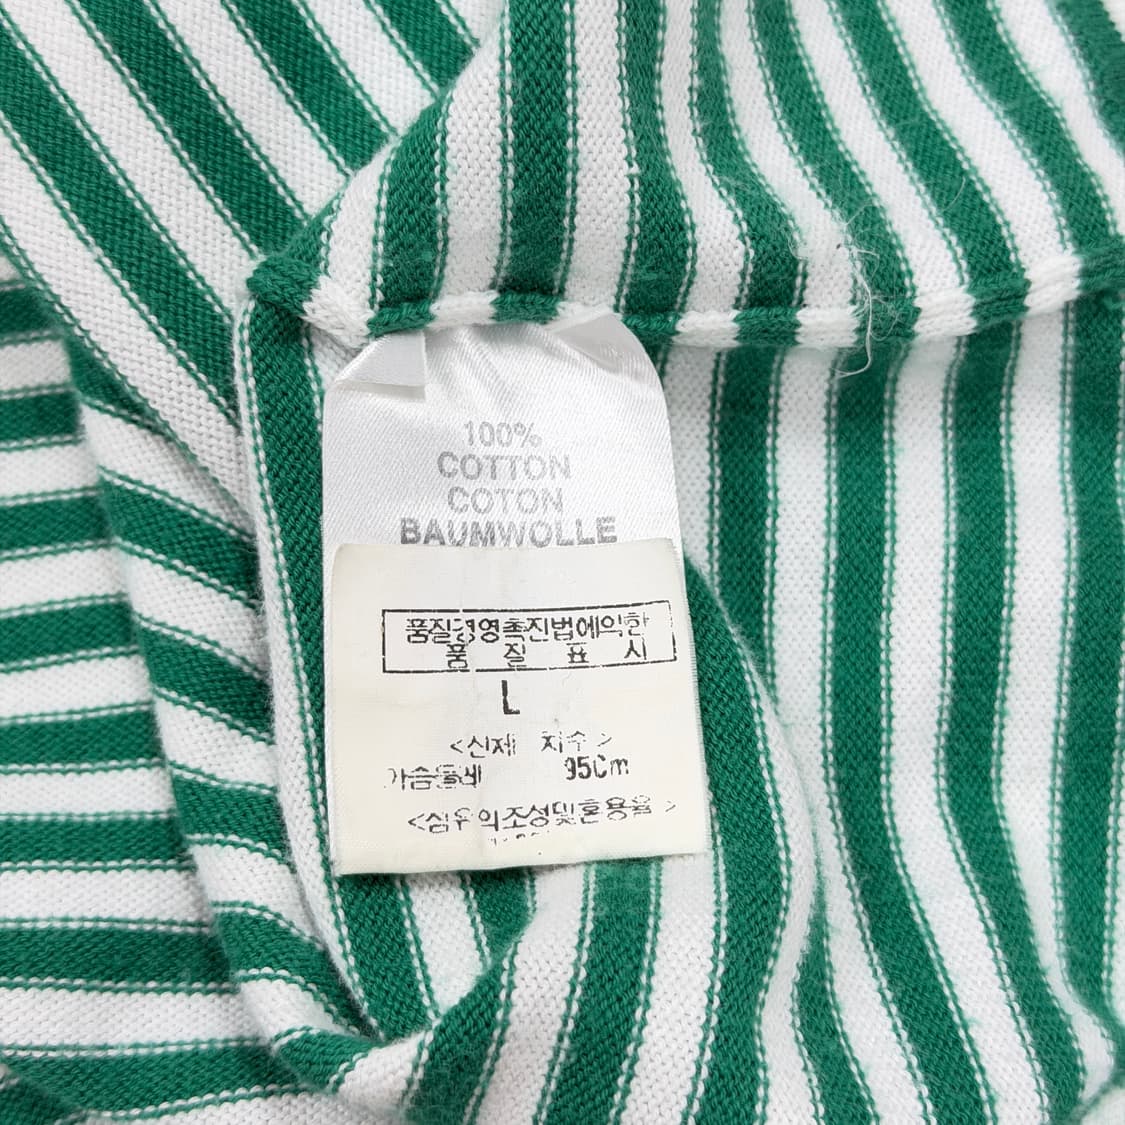 100%
COTTON
COTON
BAUMWOLLE
품질경영촉진법에의한
품 질 표 시
L
<신체 치수>
가슴둘레 95Cm
<섬유의조성및혼용율>